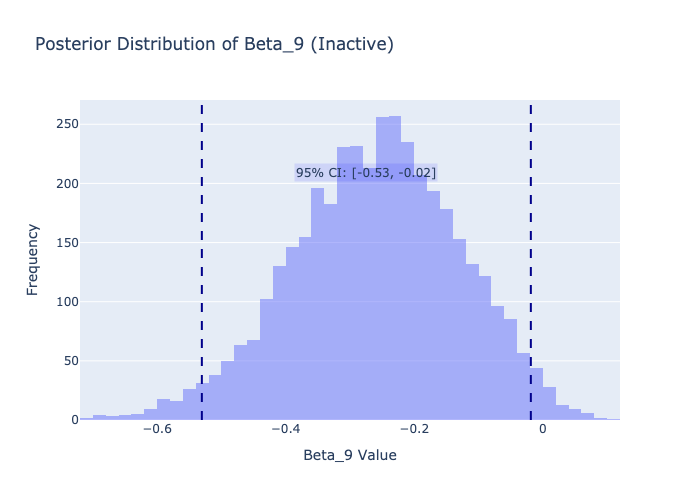 Posterior Distribution of Beta_9 (Inactive)
250
200
150
100
50
0
Frequency
95% CI: [-0.53, -0.02]
−0.6
−0.4
−0.2
0
Beta_9 Value